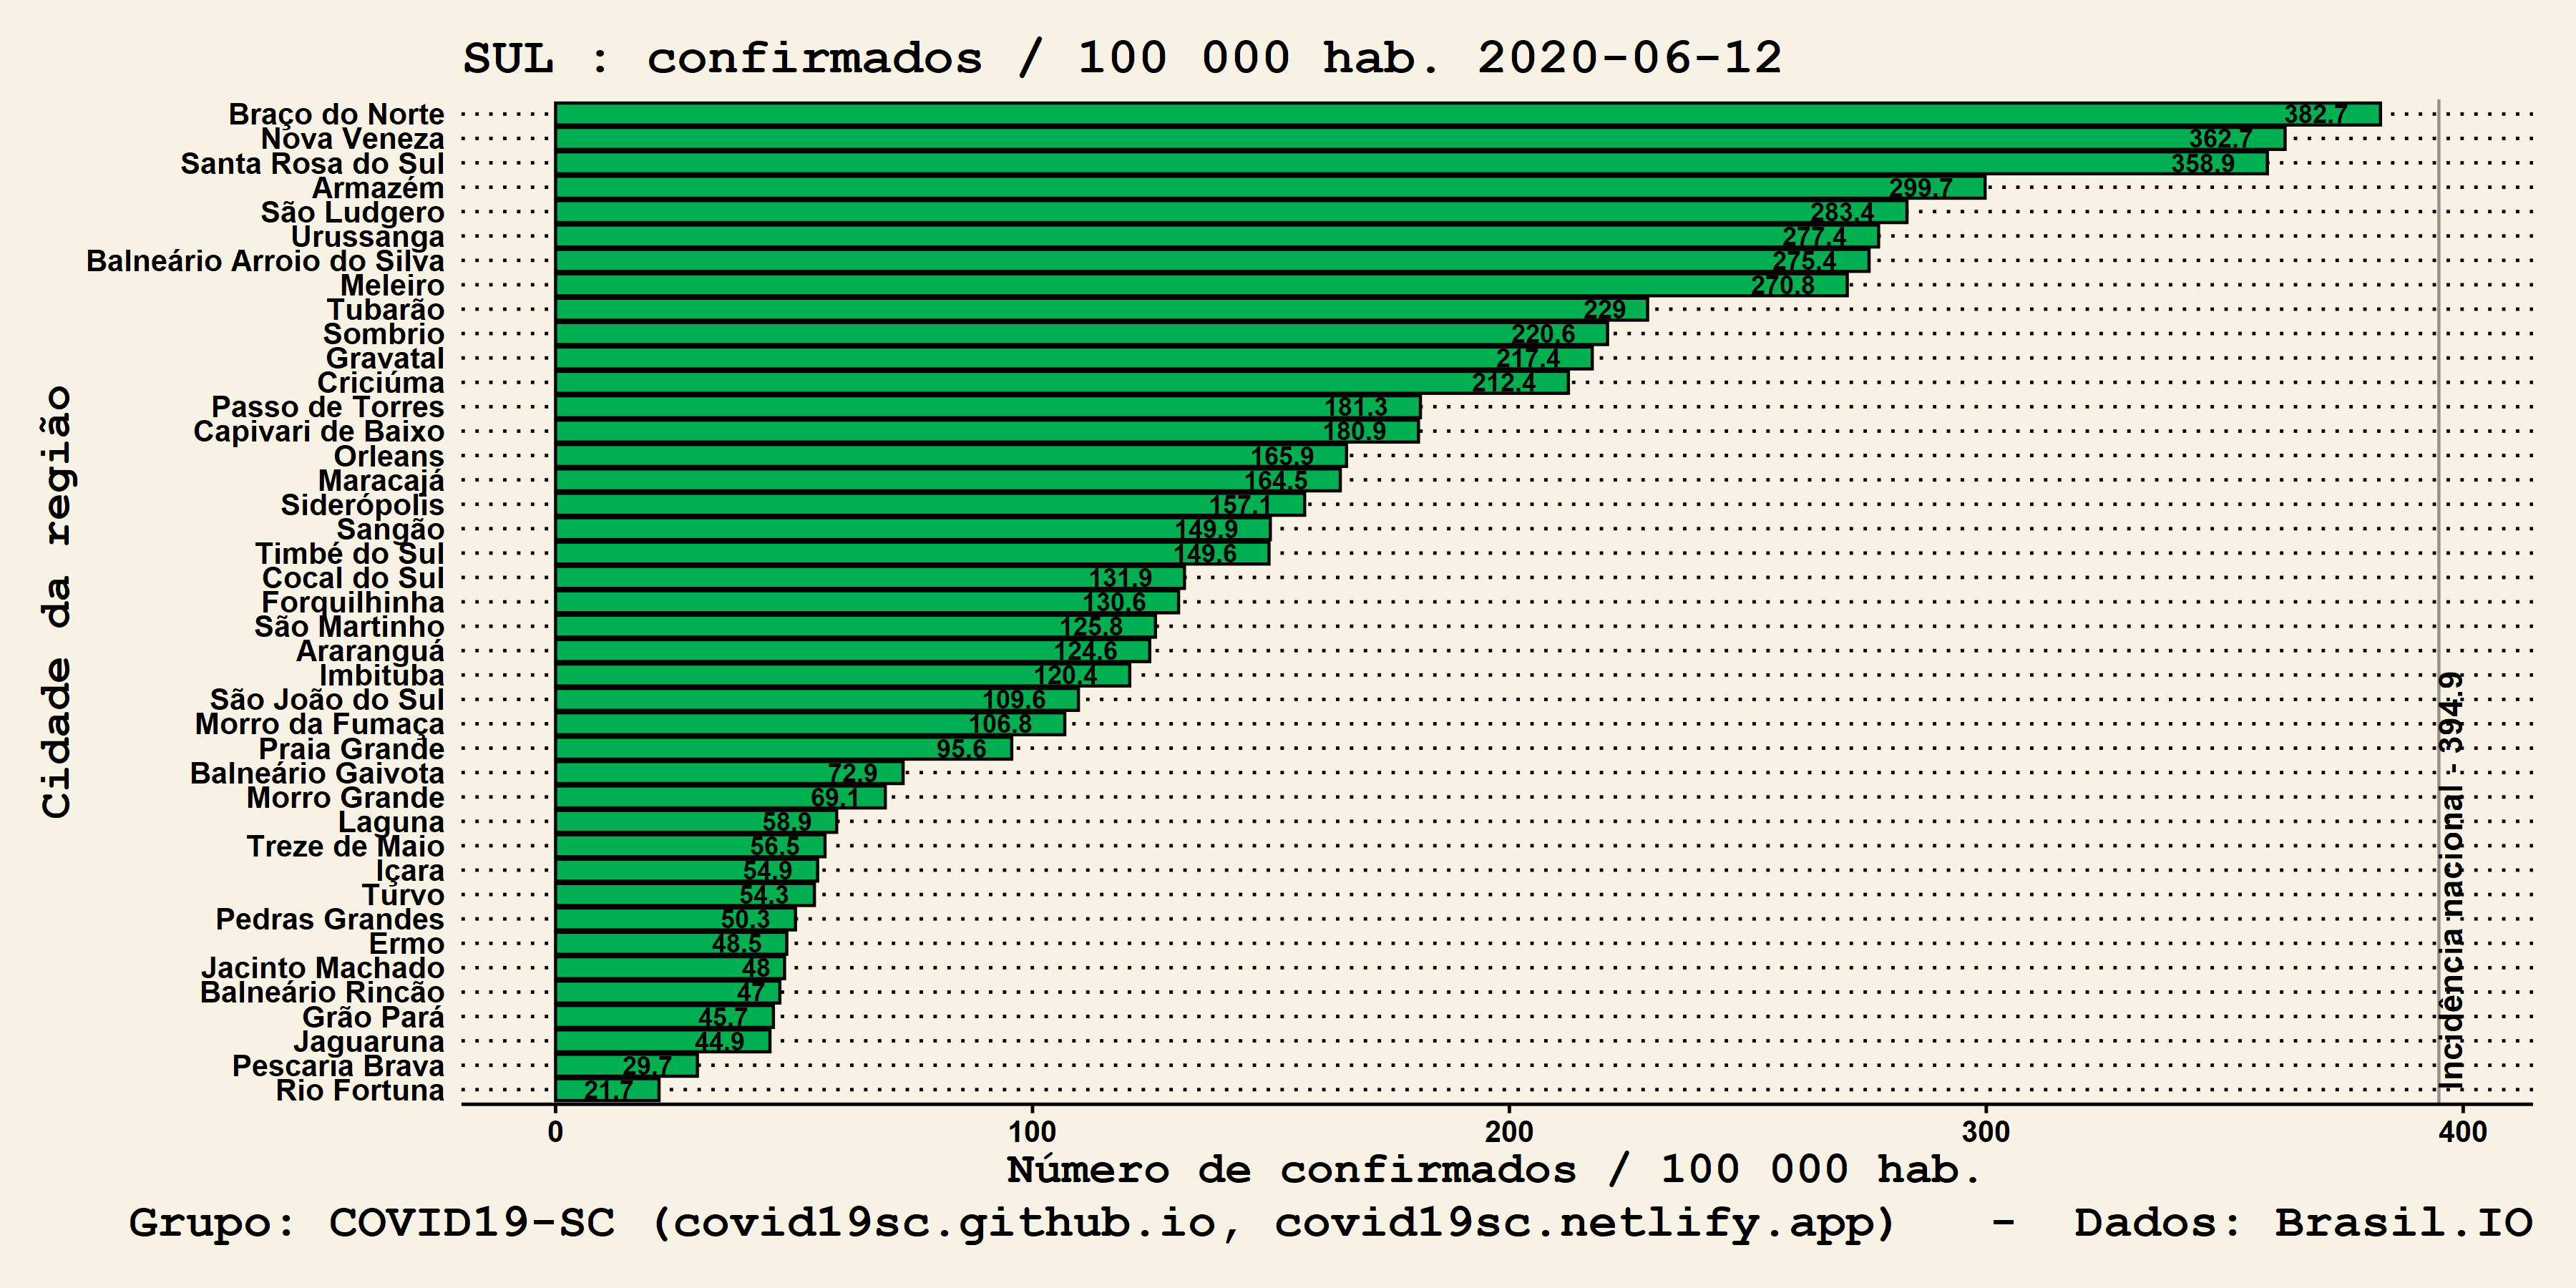 SUL : confirmados / 100 000 hab. 2020-06-12
Cidade da região
Braço do Norte 382.7
Nova Veneza 362.7
Santa Rosa do Sul 358.9
Armazém 299.7
São Ludgero 283.4
Urussanga 277.4
Balneário Arroio do Silva 275.4
Meleiro 270.8
Tubarão 229
Sombrio 220.6
Gravatal 217.4
Criciúma 212.4
Passo de Torres 181.3
Capivari de Baixo 180.9
Orleans 165.9
Maracajá 164.5
Siderópolis 157.1
Sangão 149.9
Timbé do Sul 149.6
Cocal do Sul 131.9
Forquilhinha 130.6
São Martinho 125.8
Araranguá 124.6
Imbituba 120.4
São João do Sul 109.6
Morro da Fumaça 106.8
Praia Grande 95.6
Balneário Gaivota 72.9
Morro Grande 69.1
Laguna 58.9
Treze de Maio 56.5
Içara 54.9
Turvo 54.3
Pedras Grandes 50.3
Ermo 48.5
Jacinto Machado 48
Balneário Rincão 47
Grão Pará 45.7
Jaguaruna 44.9
Pescaria Brava 29.7
Rio Fortuna 21.7
Incidência nacional - 394.9
0 100 200 300 400
Número de confirmados / 100 000 hab.
Grupo: COVID19-SC (covid19sc.github.io, covid19sc.netlify.app) - Dados: Brasil.IO